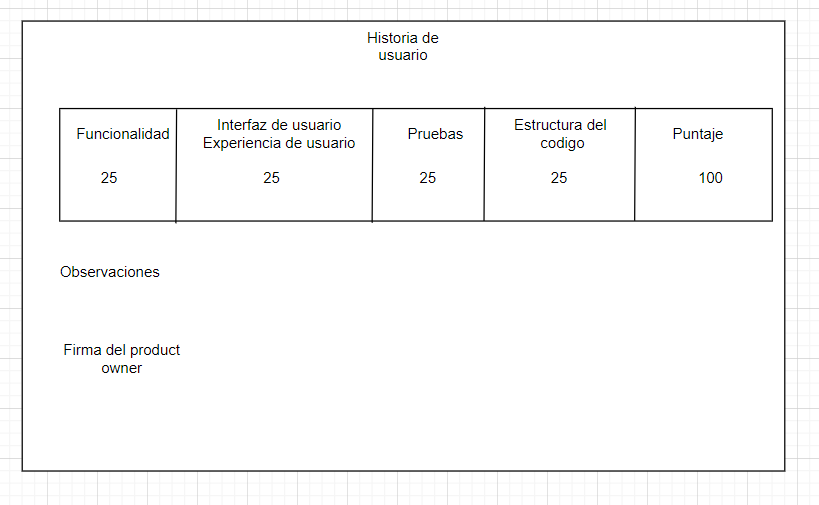 Historia de
usuario
Funcionalidad
Interfaz de usuario
Experiencia de usuario
Pruebas
Estructura del
codigo
Puntaje
25
25
25
25
100
Observaciones
Firma del product
owner